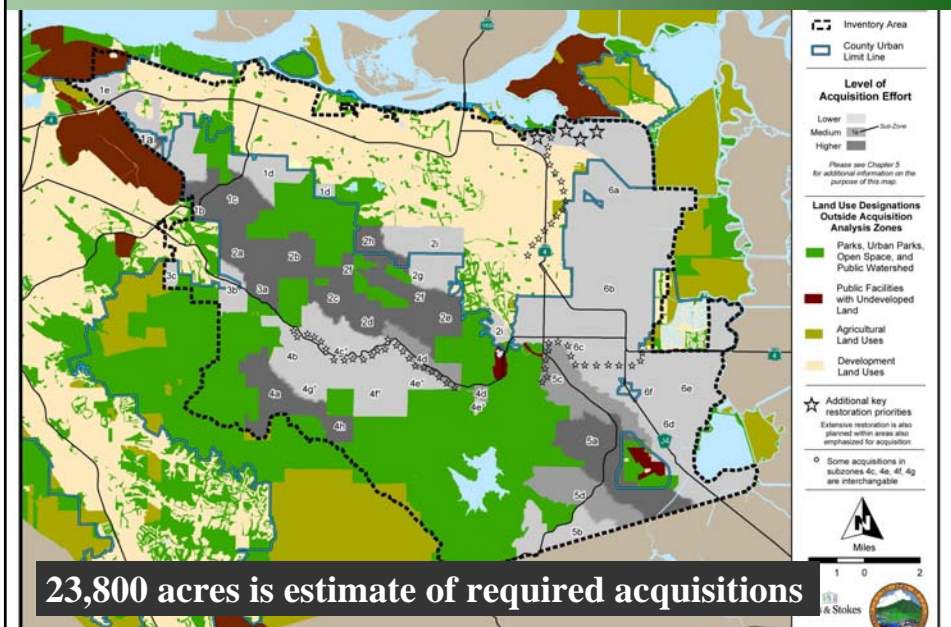 Inventory Area
County Urban
Limit Line
Level of
Acquisition Effort
Lower
Medium
1a
Sub-Zone
Higher
Please see Chapter 5
for additional information on the
purpose of this map.
Land Use Designations
Outside Acquisition
Analysis Zones
Parks, Urban Parks,
Open Space, and
Public Watershed
Public Facilities
with Undeveloped
Land
Agricultural
Land Uses
Development
Land Uses
Additional key
restoration priorities
Extensive restoration is also
planned within areas also
emphasized for acquisition
Some acquisitions in
subzones 4c, 4e, 4f, 4g
are interchangable
N
Miles
1 0 2
& Stokes
160
4
1e
1a
1d
1d
1c
1b
6a
2h
2i
2a
2b
2f
2g
3c
3b
3a
2c
2f
6b
2d
2e
2i
4c°
4b
4d
6c
4g°
4e°
5c
4a
4f°
4d
4e°
6f
6e
4
4h
5a
6d
J4
5d
5b
23,800 acres is estimate of required acquisitions